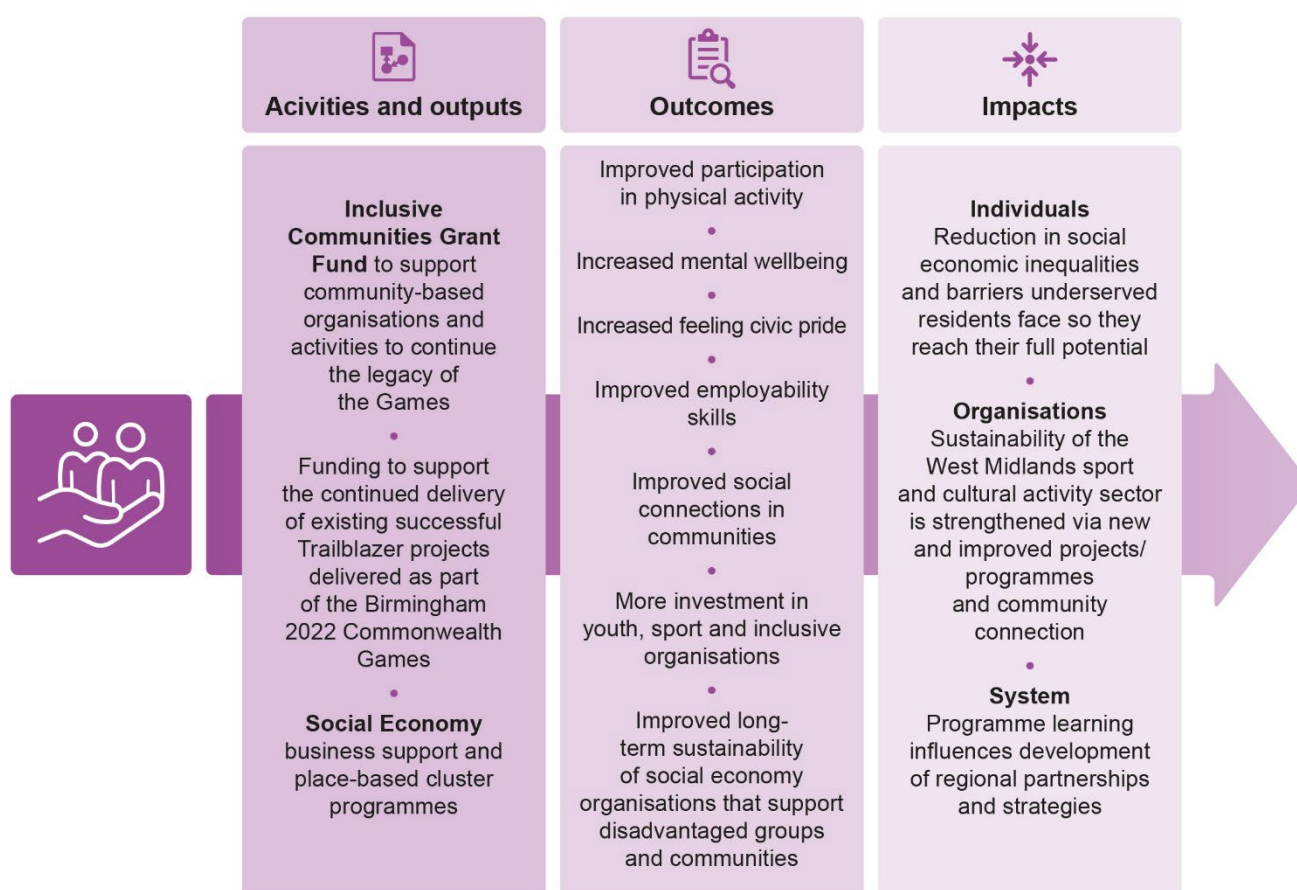 Acivities and outputs
Inclusive
Communities Grant
Fund to support
community-based
organisations and
activities to continue
the legacy of
the Games
•
Funding to support
the continued delivery
of existing successful
Trailblazer projects
delivered as part
of the Birmingham
2022 Commonwealth
Games
•
Social Economy
business support and
place-based cluster
programmes
Outcomes
Improved participation
in physical activity
•
Increased mental wellbeing
•
Increased feeling civic pride
•
Improved employability
skills
•
Improved social
connections in
communities
•
More investment in
youth, sport and inclusive
organisations
•
Improved long-
term sustainability
of social economy
organisations that support
disadvantaged groups
and communities
Impacts
Individuals
Reduction in social
economic inequalities
and barriers underserved
residents face so they
reach their full potential
•
Organisations
Sustainability of the
West Midlands sport
and cultural activity sector
is strengthened via new
and improved projects/
programmes
and community
connection
•
System
Programme learning
influences development
of regional partnerships
and strategies